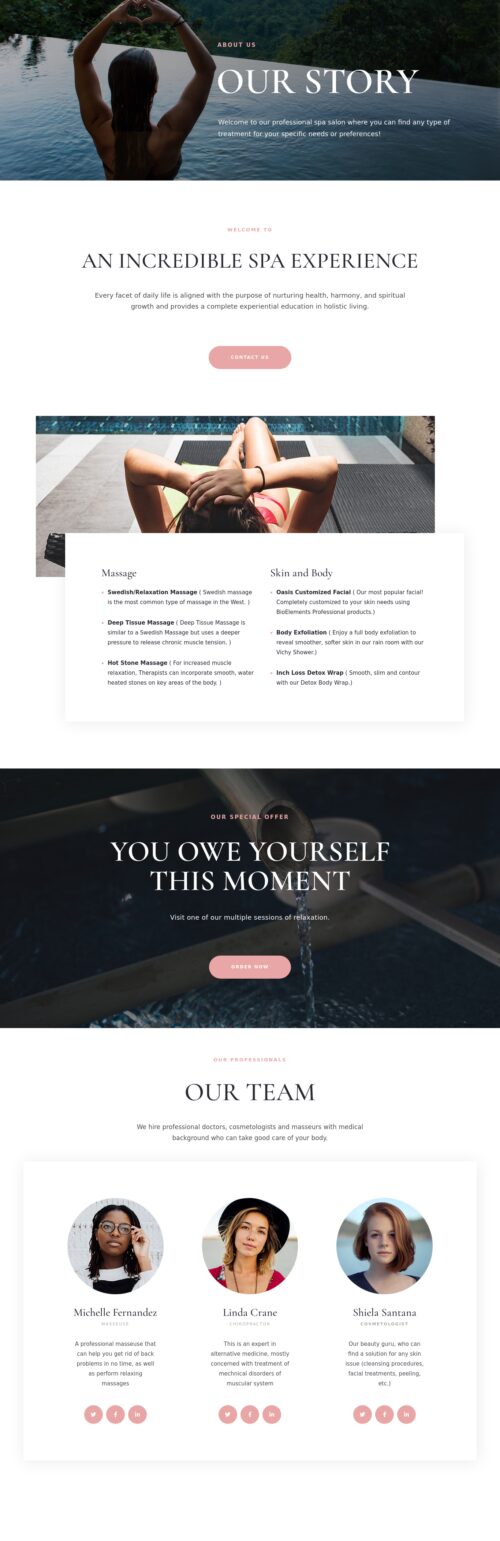 ABOUT US
OUR STORY
Welcome to our professional spa salon where you can find any type of
treatment for your specific needs or preferences!
WELCOME TO
AN INCREDIBLE SPA EXPERIENCE
Every facet of daily life is aligned with the purpose of nurturing health, harmony, and spiritual
growth and provides a complete experiential education in holistic living.
CONTACT US
Massage
- Swedish/Relaxation Massage ( Swedish massage
is the most common type of massage in the West. )
- Deep Tissue Massage ( Deep Tissue Massage is
similar to a Swedish Massage but uses a deeper
pressure to release chronic muscle tension. )
- Hot Stone Massage ( For increased muscle
relaxation, Therapists can incorporate smooth, water
heated stones on key areas of the body. )
Skin and Body
- Oasis Customized Facial ( Our most popular facial!
Completely customized to your skin needs using
BioElements Professional products.)
- Body Exfoliation ( Enjoy a full body exfoliation to
reveal smoother, softer skin in our rain room with our
Vichy Shower.)
- Inch Loss Detox Wrap ( Smooth, slim and contour
with our Detox Body Wrap.)
OUR SPECIAL OFFER
YOU OWE YOURSELF
THIS MOMENT
Visit one of our multiple sessions of relaxation.
ORDER NOW
OUR PROFESSIONALS
OUR TEAM
We hire professional doctors, cosmetologists and masseurs with medical
background who can take good care of your body.
Michelle Fernandez
MASSEUSE
A professional masseuse that
can help you get rid of back
problems in no time, as well
as perform relaxing
massages
Linda Crane
CHIROPRACTOR
This is an expert in
alternative medicine, mostly
concerned with treatment of
mechnical disorders of
muscular system
Shiela Santana
COSMETOLOGIST
Our beauty guru, who can
find a solution for any skin
issue (cleansing procedures,
facial treatments, peeling,
etc.)